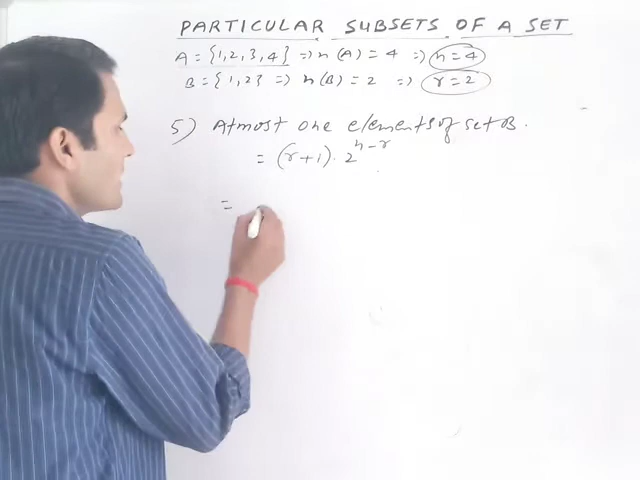 PARTICULAR SUBSETS OF A SET
A = {1,2,3,4} => n(A) = 4 => n=4
B = {1,2} => n(B) = 2 => r=2
5) Atmost one elements of set B.
= (r+1). 2^{n-r}
=